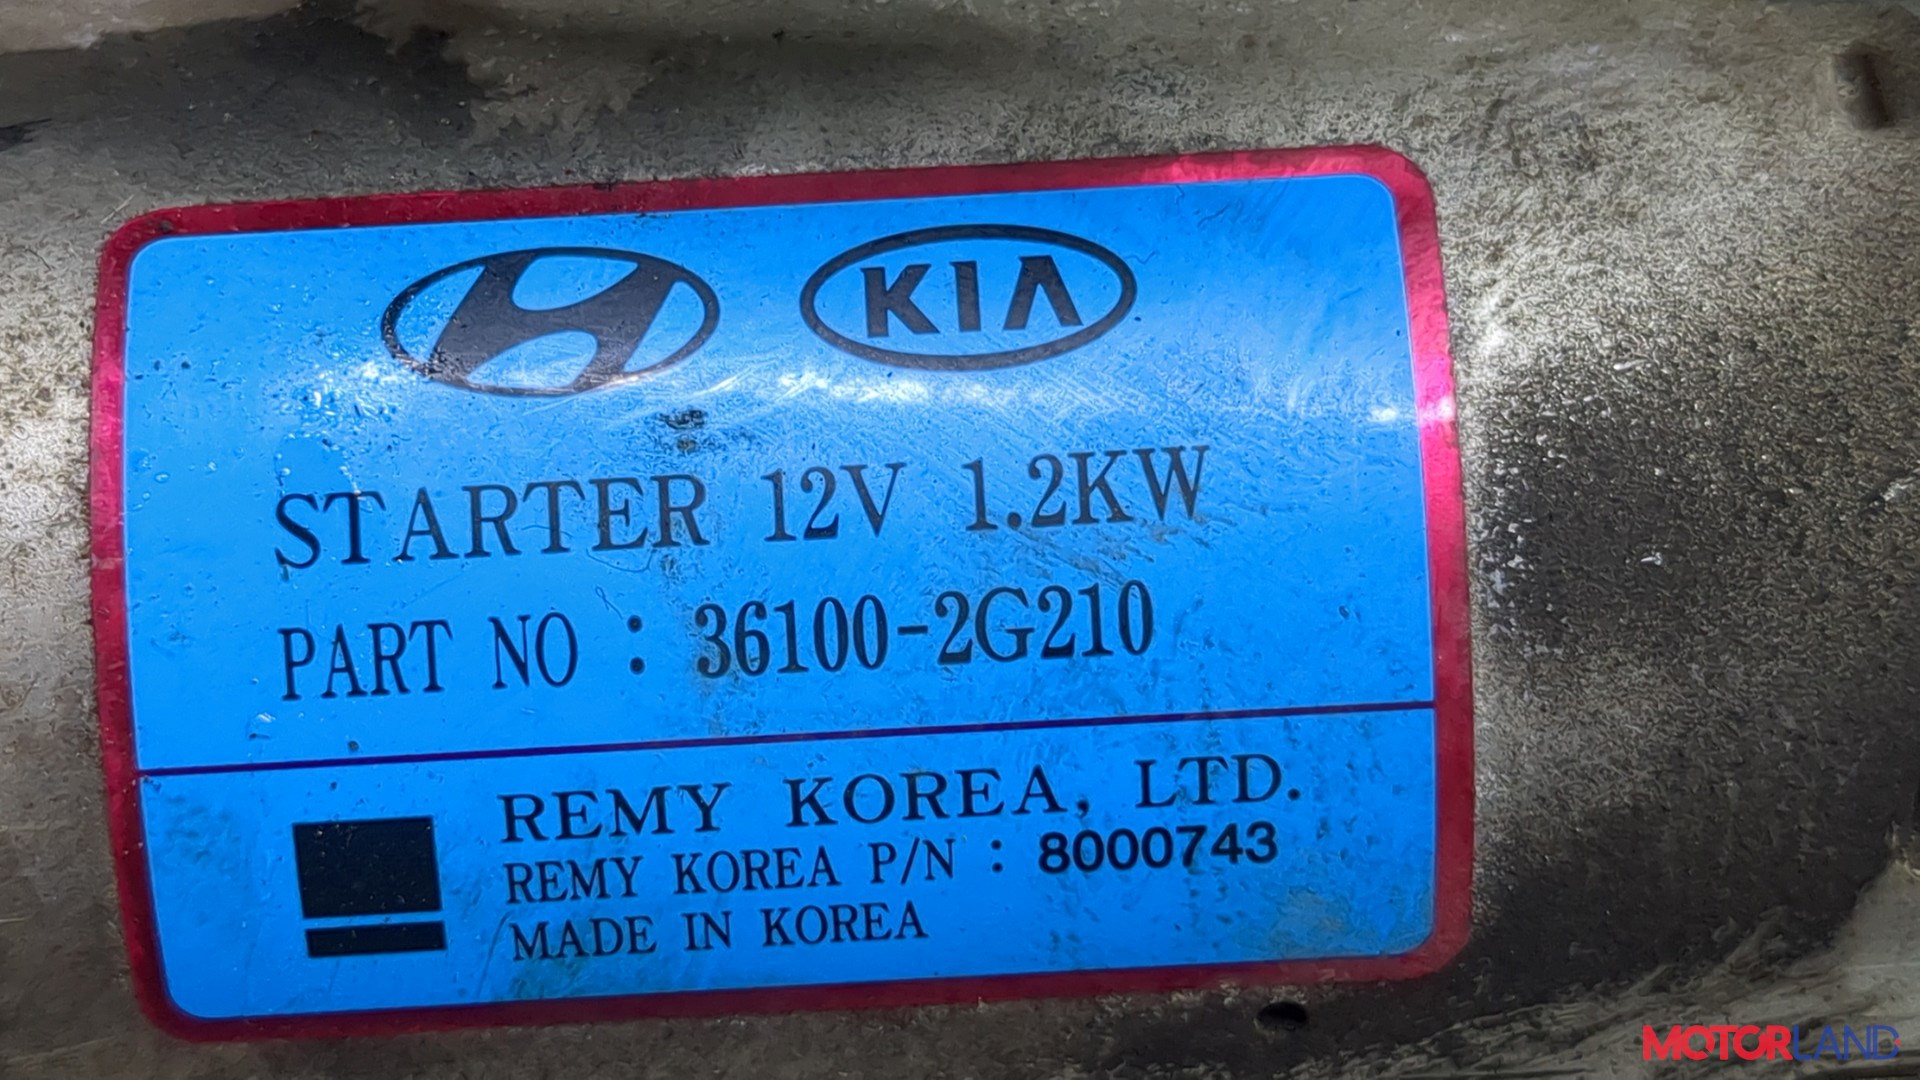 KIA
STARTER 12V 1.2KW
PART NO : 36100-2G210
REMY KOREA, LTD.
REMY KOREA P/N : 8000743
MADE IN KOREA
MOTORLAND